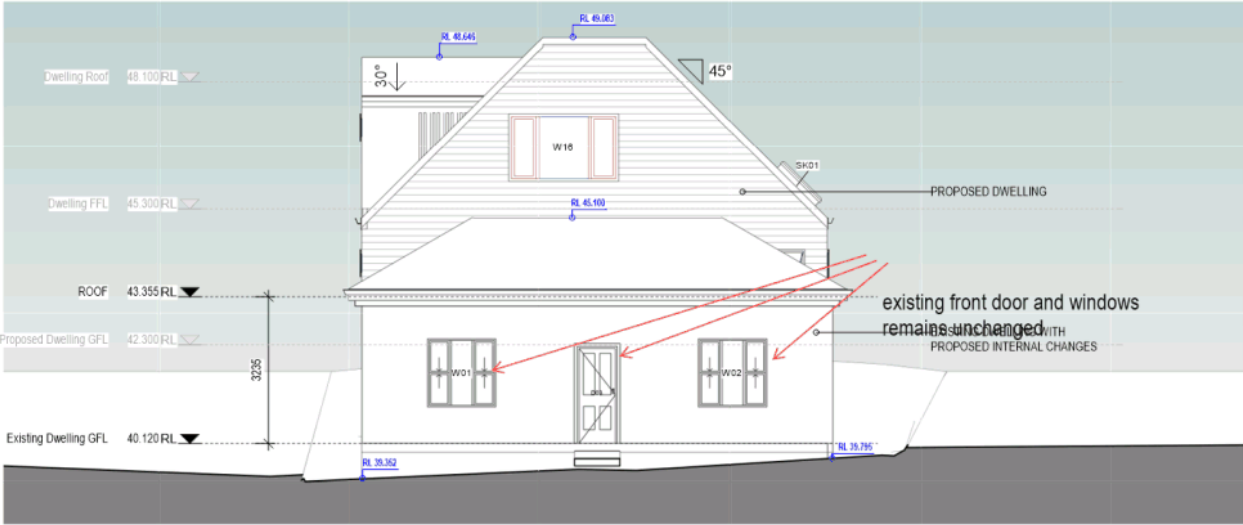 RL 49.083
RL 48.646
30°
45°
Dwelling Roof 48.100 RL
W16
SK01
PROPOSED DWELLING
Dwelling FFL 45.300 RL
RL 45.100
ROOF 43.355 RL
existing front door and windows
remains unchanged
EXISTING DWELLING WITH
PROPOSED INTERNAL CHANGES
Proposed Dwelling GFL 42.300 RL
3235
W01
W02
Existing Dwelling GFL 40.120 RL
RL 39.795
RL 39.352